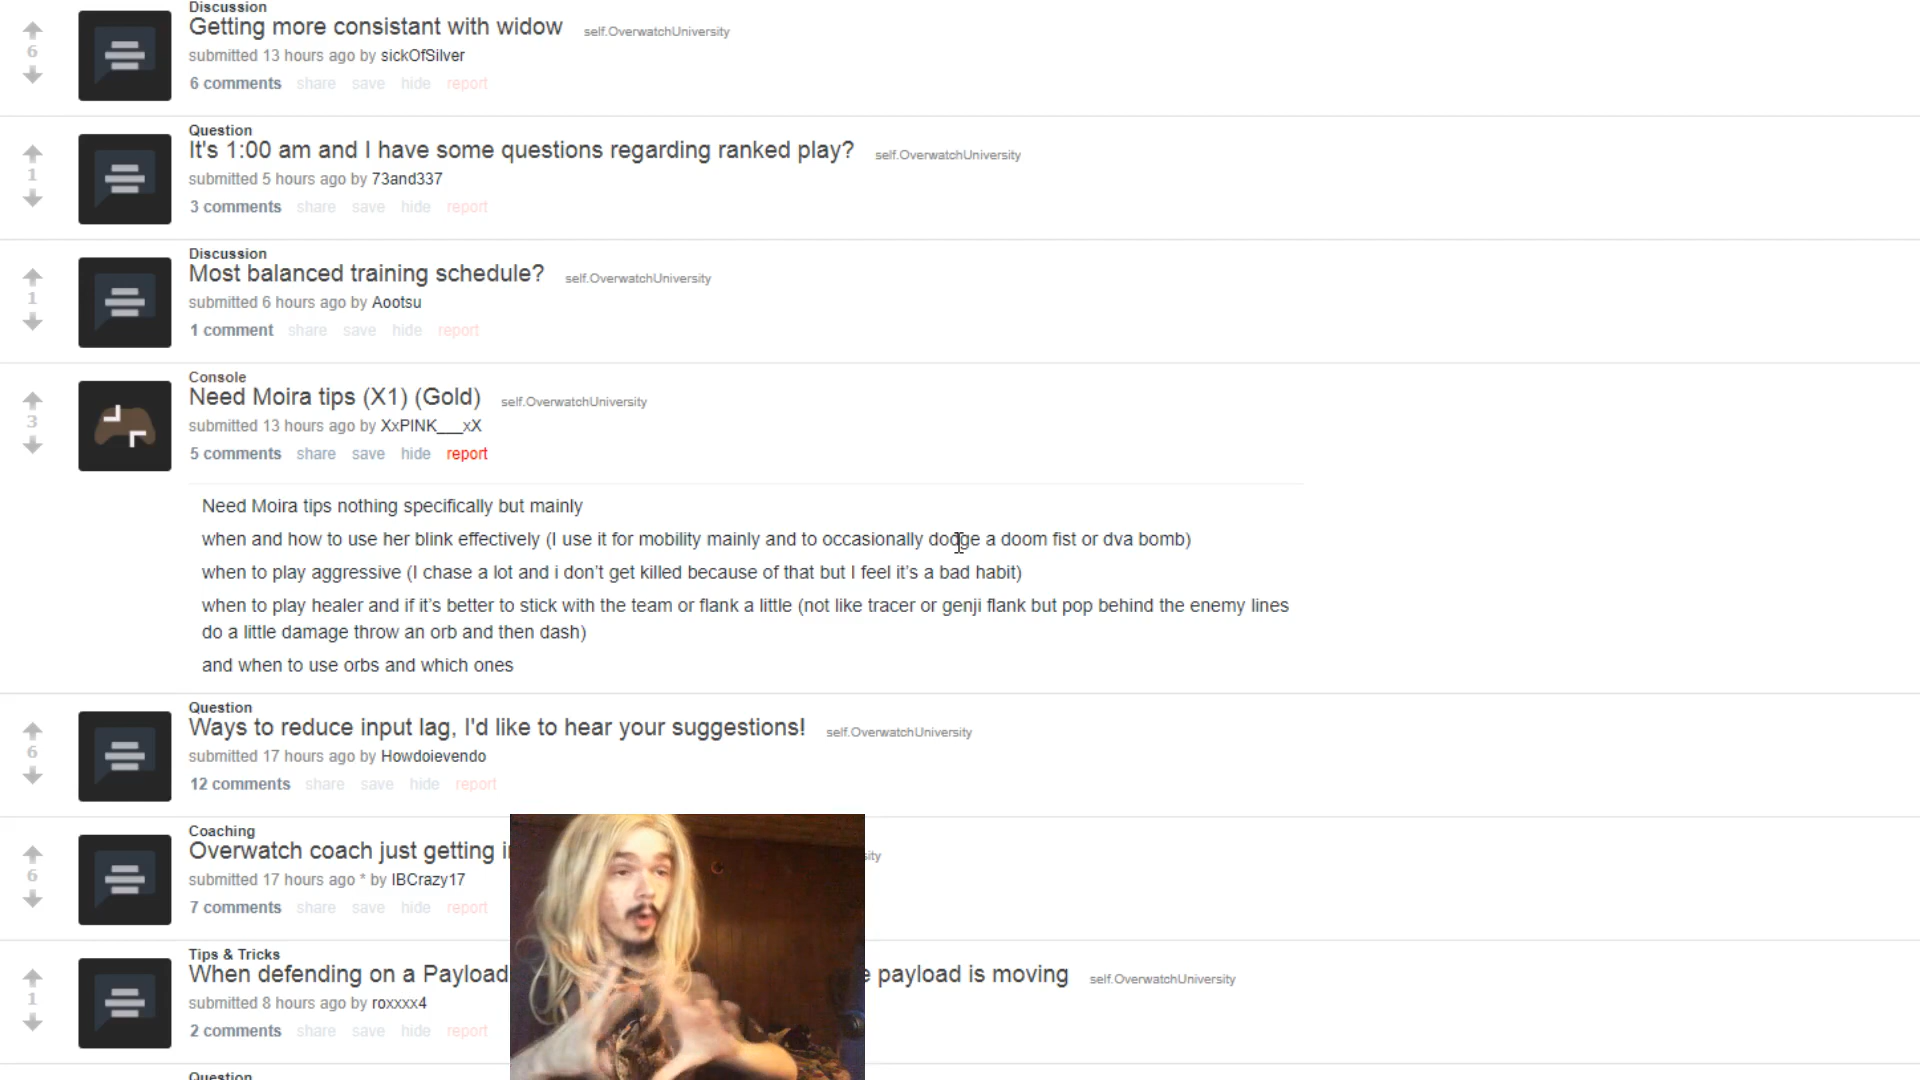 Discussion
Getting more consistant with widow self.OverwatchUniversity
6
submitted 13 hours ago by sickOfSilver
6 comments share save hide report
Question
It's 1:00 am and I have some questions regarding ranked play? self.OverwatchUniversity
1
submitted 5 hours ago by 73and337
3 comments share save hide report
Discussion
Most balanced training schedule? self.OverwatchUniversity
1
submitted 6 hours ago by Aootsu
1 comment share save hide report
Console
Need Moira tips (X1) (Gold) self.OverwatchUniversity
3
submitted 13 hours ago by XxPINK___xX
5 comments share save hide report
Need Moira tips nothing specifically but mainly
when and how to use her blink effectively (I use it for mobility mainly and to occasionally dodge a doom fist or dva bomb)
when to play aggressive (I chase a lot and i don’t get killed because of that but I feel it’s a bad habit)
when to play healer and if it’s better to stick with the team or flank a little (not like tracer or genji flank but pop behind the enemy lines
do a little damage throw an orb and then dash)
and when to use orbs and which ones
Question
Ways to reduce input lag, I'd like to hear your suggestions! self.OverwatchUniversity
6
submitted 17 hours ago by Howdoievendo
12 comments share save hide report
Coaching
Overwatch coach just getting
6
submitted 17 hours ago * by IBCrazy17
7 comments share save hide report
Tips & Tricks
When defending on a Payload payload is moving self.OverwatchUniversity
1
submitted 8 hours ago by roxxxx4
2 comments share save hide report
Question